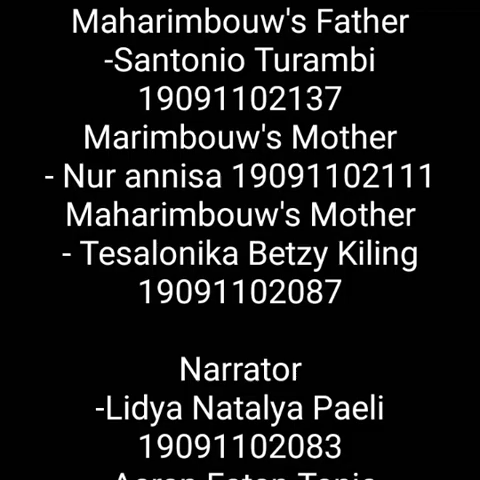 Maharimbouw's Father
-Santonio Turambi
19091102137
Marimbouw's Mother
- Nur annisa 19091102111
Maharimbouw's Mother
- Tesalonika Betzy Kiling
19091102087
Narrator
-Lidya Natalya Paeli
19091102083